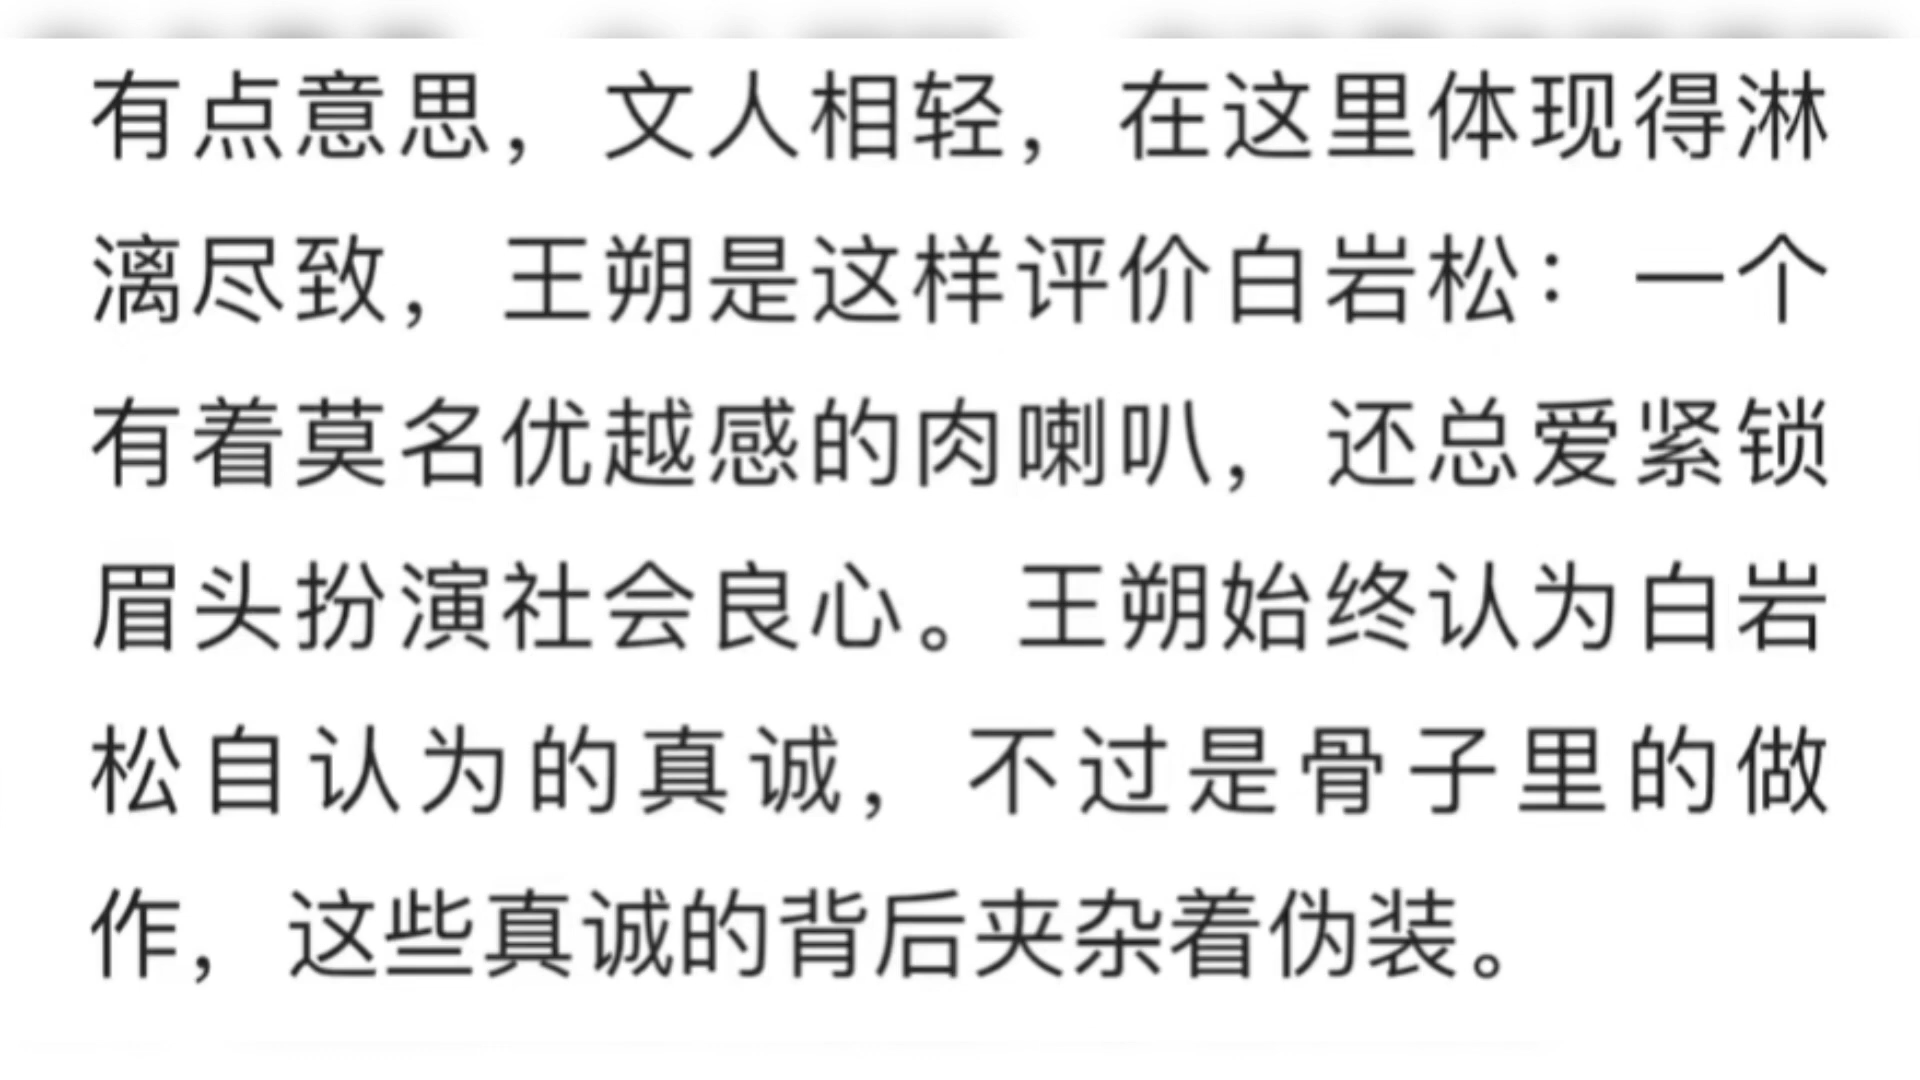 有点意思，文人相轻，在这里体现得淋
漓尽致，王朔是这样评价白岩松：一个
有着莫名优越感的肉喇叭，还总爱紧锁
眉头扮演社会良心。王朔始终认为白岩
松自认为的真诚，不过是骨子里的做
作，这些真诚的背后夹杂着伪装。